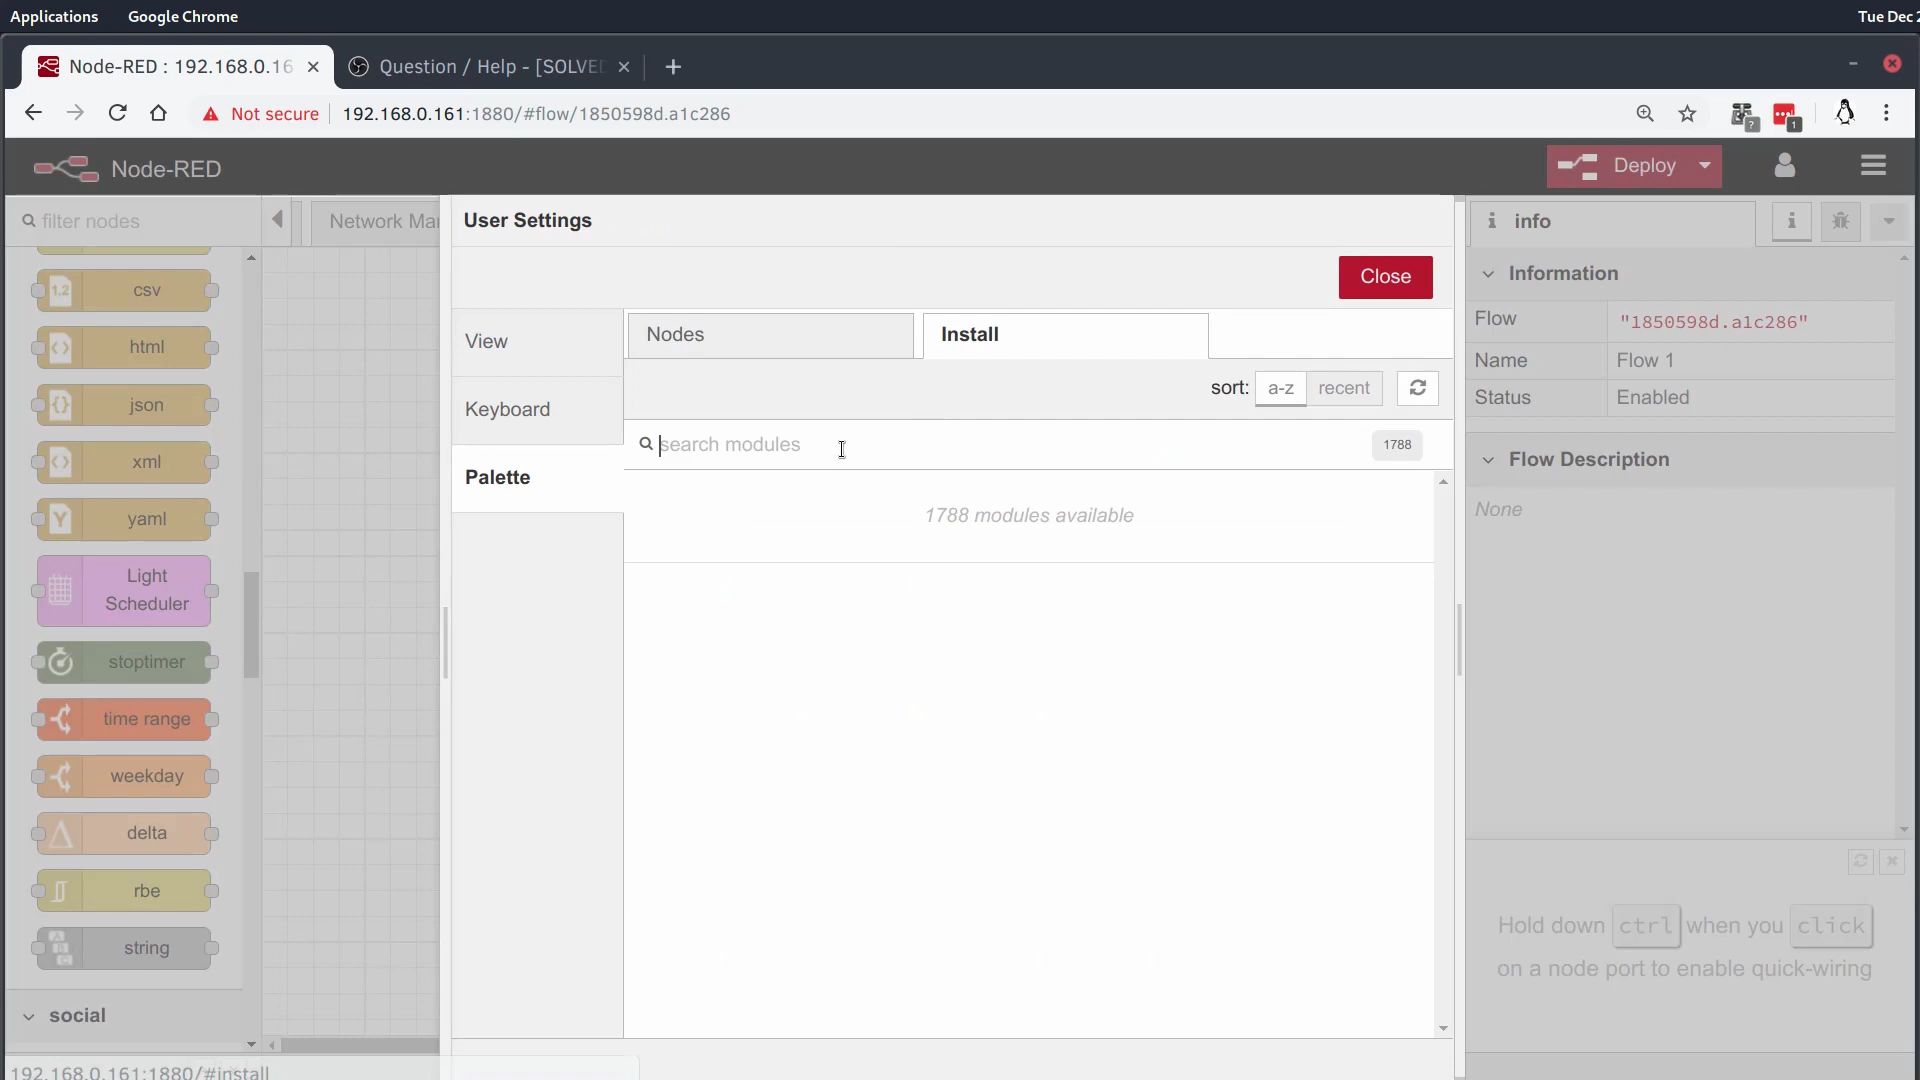 Applications Google Chrome Tue Dec
Node-RED : 192.168.0.16 Question / Help - [SOLVE
Not secure 192.168.0.161:1880/#flow/1850598d.a1c286
? 1
Node-RED Deploy
filter nodes Network Ma User Settings info
Close
Information
Flow "1850598d.a1c286"
Name Flow 1
Status Enabled
Flow Description
None
View Nodes Install
sort: a-z recent
Keyboard
search modules 1788
Palette
1788 modules available
1.2 csv
html
json
xml
yaml
Light
Scheduler
stoptimer
time range
weekday
delta
rbe
string
social
Hold down ctrl when you click
on a node port to enable quick-wiring
192.168.0.161:1880/#install